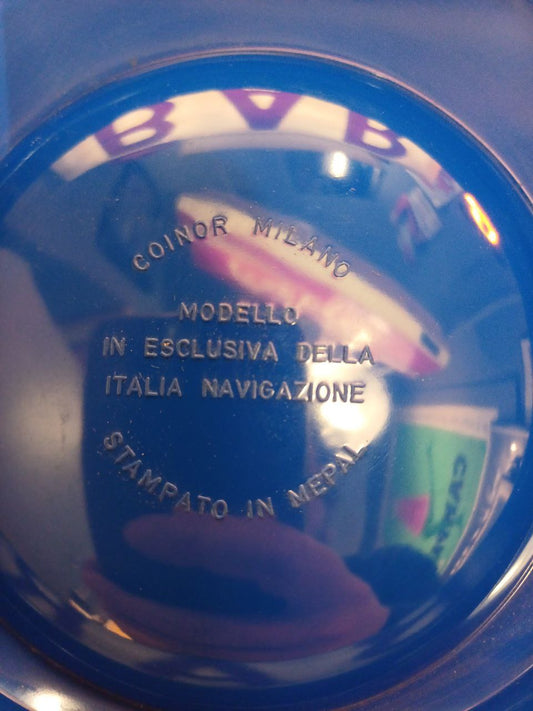 COINOR MILANO
MODELLO
IN ESCLUSIVA DELLA
ITALIA NAVIGAZIONE
STAMPATO IN MEPAL